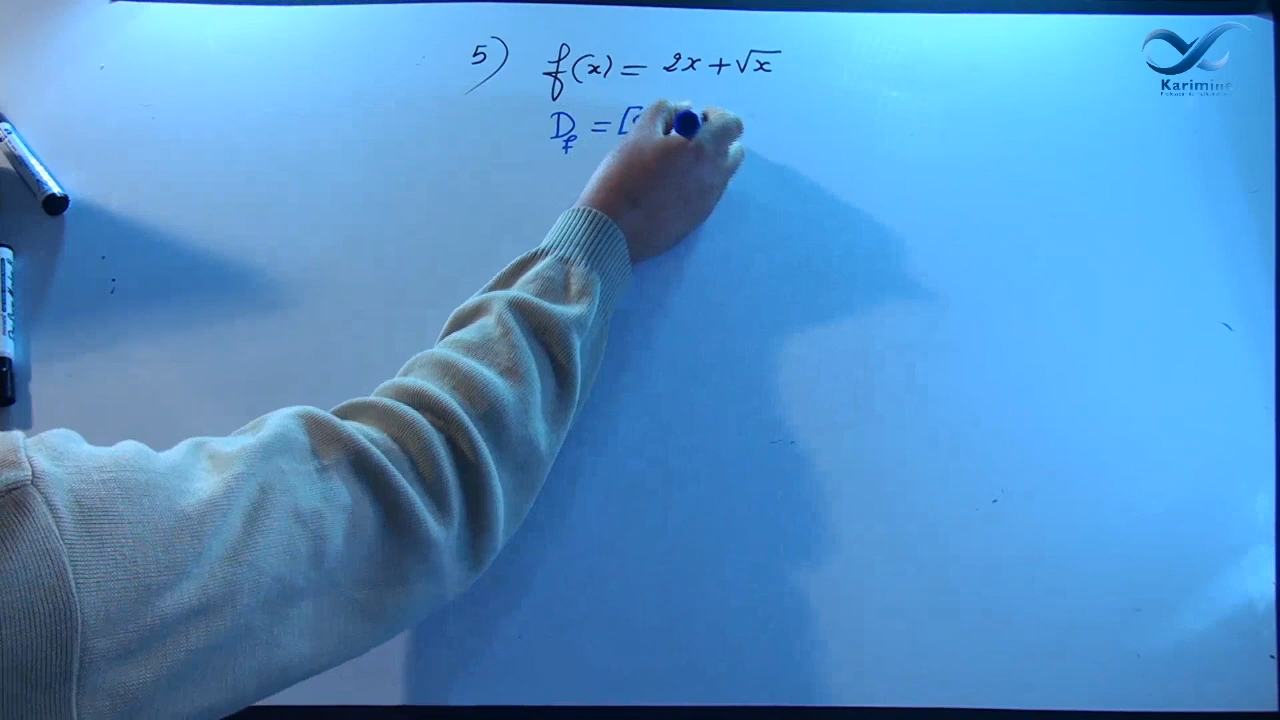 5) f(x) = 2x + √x
D_f = [
Karimine